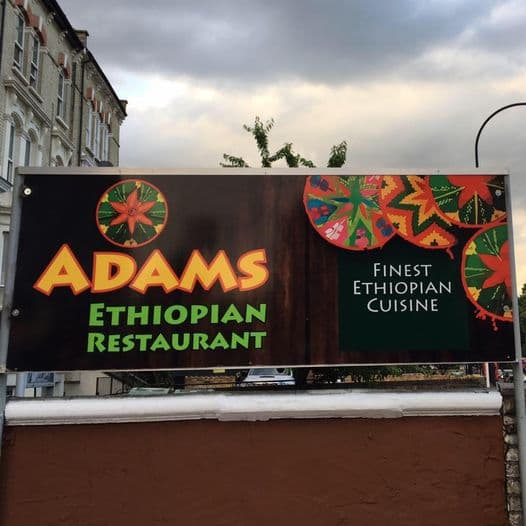 ADAMS
ETHIOPIAN
RESTAURANT
FINEST
ETHIOPIAN
CUISINE